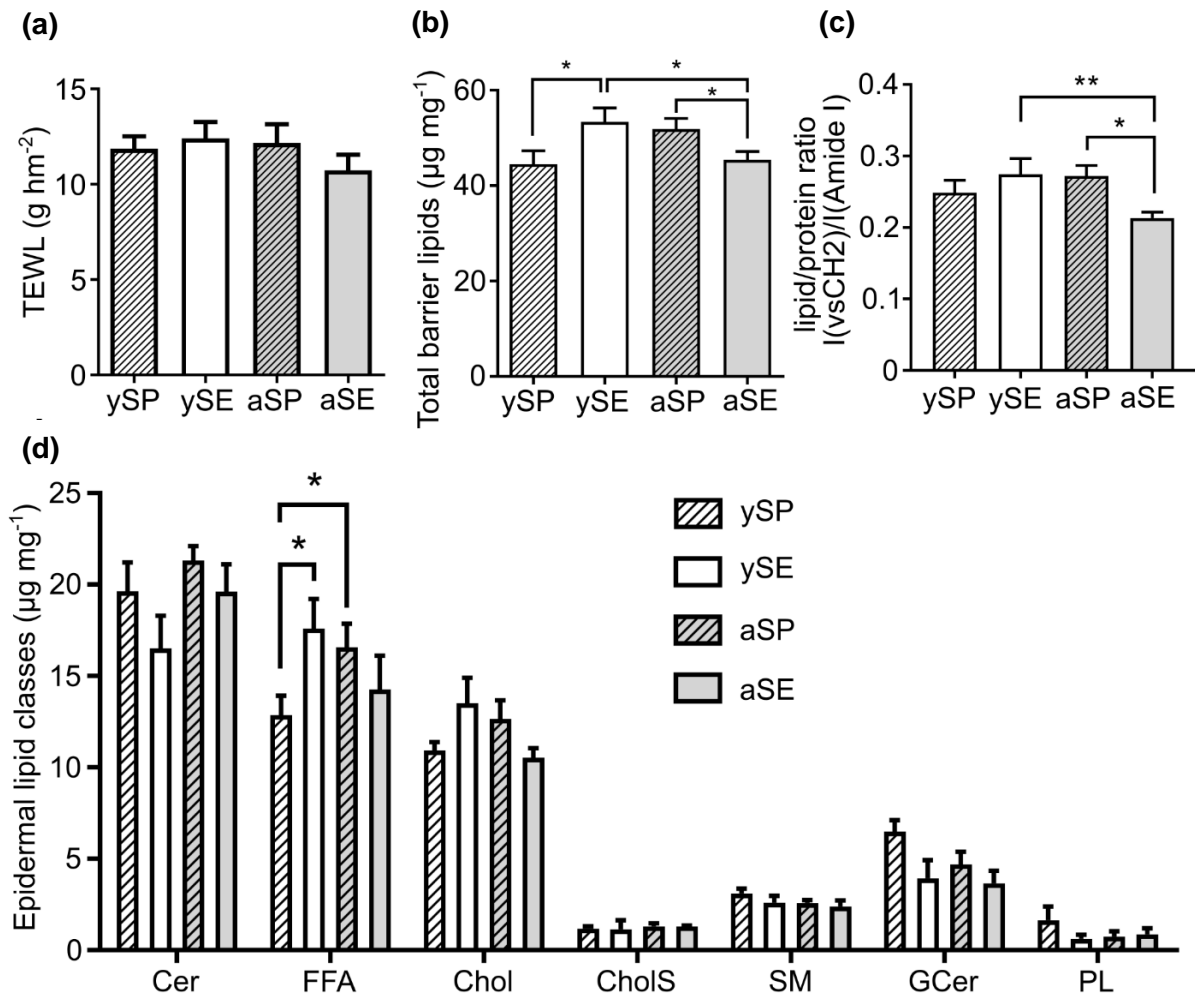 (a)
TEWL (g hm⁻²)
15
10
5
0
ySP ySE aSP aSE
(b)
Total barrier lipids (µg mg⁻¹)
60
40
20
0
* *
*
ySP ySE aSP aSE
(c)
lipid/protein ratio
I(vsCH2)/I(Amide I)
0.4
0.3
0.2
0.1
0
**
*
ySP ySE aSP aSE
(d)
Epidermal lipid classes (µg mg⁻¹)
25
20
15
10
5
0
*
*
ySP
ySE
aSP
aSE
Cer FFA Chol CholS SM GCer PL